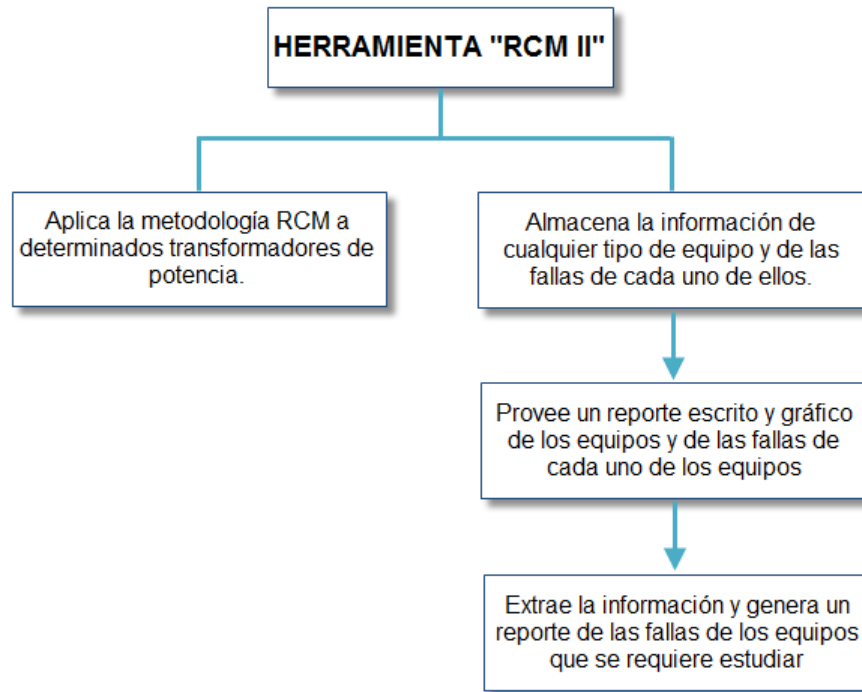 HERRAMIENTA "RCM II"
Aplica la metodología RCM a
determinados transformadores de
potencia.
Almacena la información de
cualquier tipo de equipo y de las
fallas de cada uno de ellos.
Provee un reporte escrito y gráfico
de los equipos y de las fallas de
cada uno de los equipos
Extrae la información y genera un
reporte de las fallas de los equipos
que se requiere estudiar